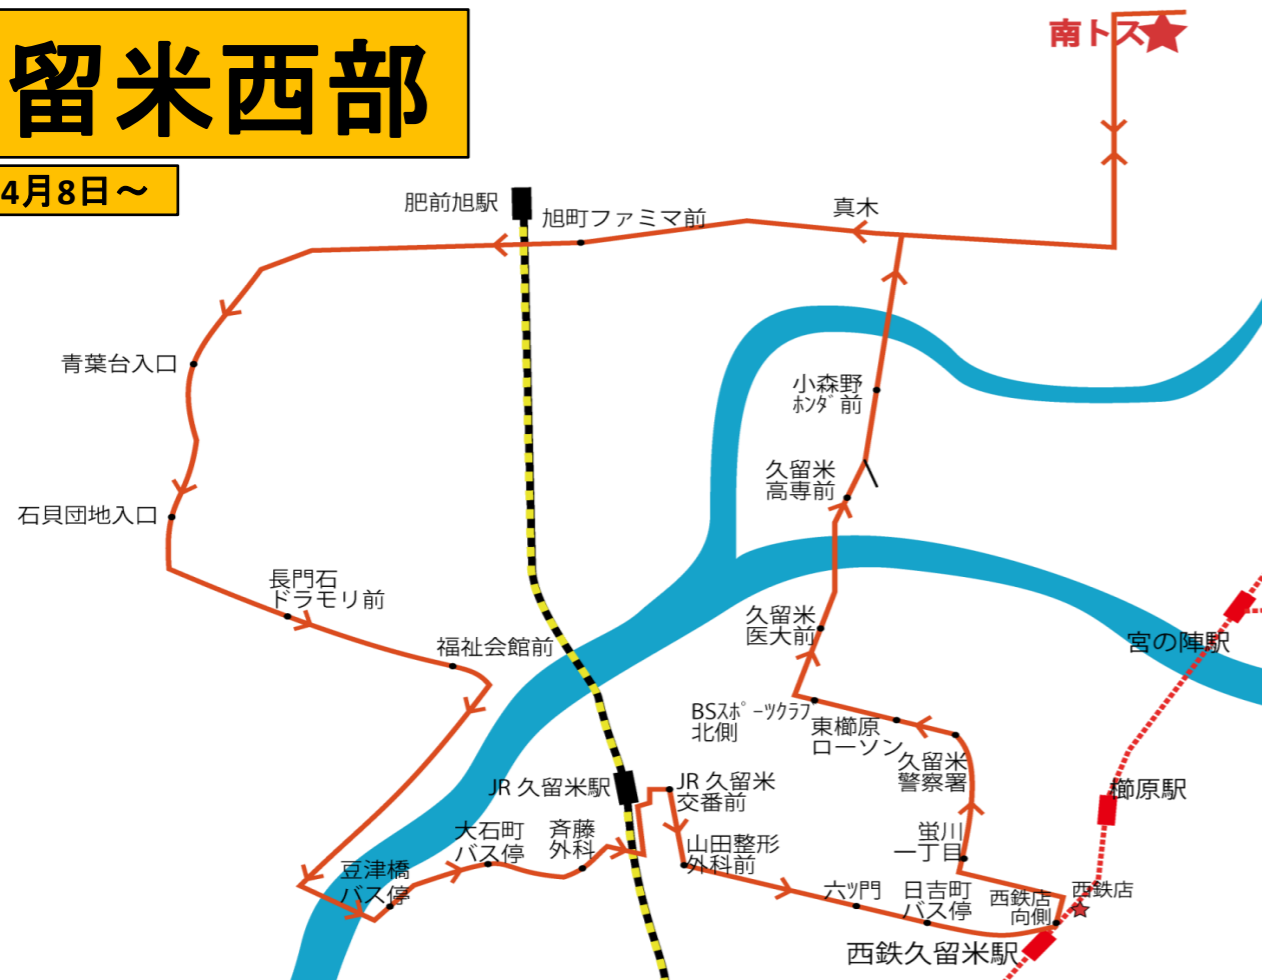 留米西部
4月8日～
南トス
肥前旭駅
旭町ファミマ前
真木
青葉台入口
小森野
ﾎﾝﾀﾞ前
久留米
高専前
石貝団地入口
長門石
ドラモリ前
福祉会館前
久留米
医大前
宮の陣駅
BSｽﾎﾟｰﾂｸﾗﾌﾞ
北側
東櫛原
ローソン
久留米
警察署
櫛原駅
JR 久留米駅
JR 久留米
交番前
大石町
バス停
斉藤
外科
山田整形
外科前
蛍川
一丁目
豆津橋
バス停
六ﾂ門
日吉町
バス停
西鉄店
向側
西鉄店
西鉄久留米駅